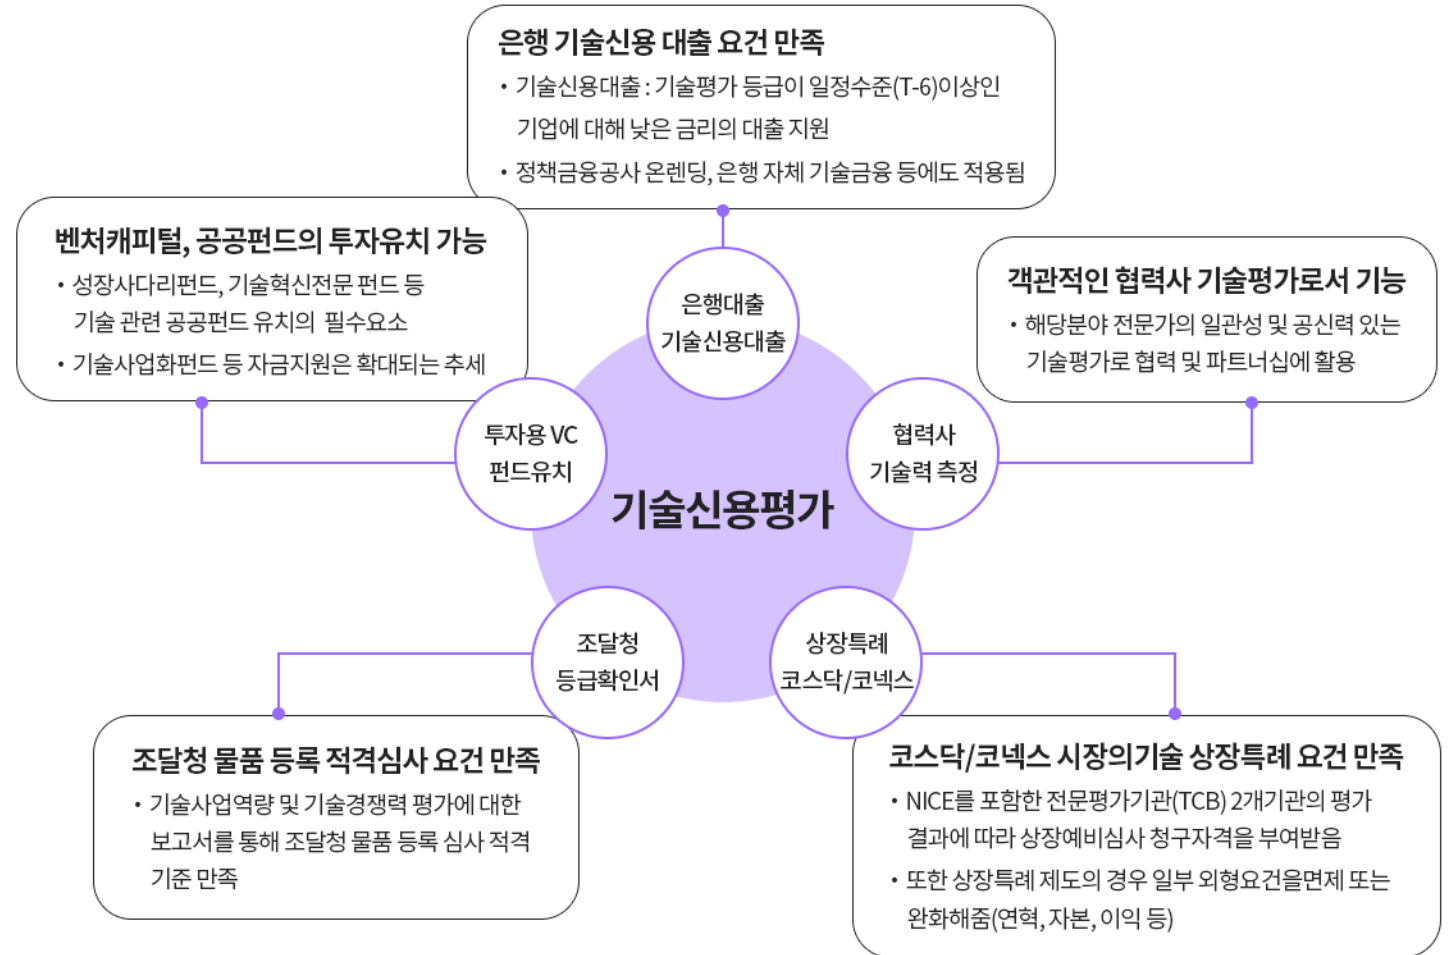 은행 기술신용 대출 요건 만족
• 기술신용대출 : 기술평가 등급이 일정수준(T-6)이상인
기업에 대해 낮은 금리의 대출 지원
• 정책금융공사 온렌딩, 은행 자체 기술금융 등에도 적용됨
벤처캐피털, 공공펀드의 투자유치 가능
• 성장사다리펀드, 기술혁신전문 펀드 등
기술 관련 공공펀드 유치의 필수요소
• 기술사업화펀드 등 자금지원은 확대되는 추세
객관적인 협력사 기술평가로서 기능
• 해당분야 전문가의 일관성 및 공신력 있는
기술평가로 협력 및 파트너십에 활용
은행대출
기술신용대출
투자용 VC
펀드유치
협력사
기술력 측정
기술신용평가
조달청
등급확인서
상장특례
코스닥/코넥스
조달청 물품 등록 적격심사 요건 만족
• 기술사업역량 및 기술경쟁력 평가에 대한
보고서를 통해 조달청 물품 등록 심사 적격
기준 만족
코스닥/코넥스 시장의기술 상장특례 요건 만족
• NICE를 포함한 전문평가기관(TCB) 2개기관의 평가
결과에 따라 상장예비심사 청구자격을 부여받음
• 또한 상장특례 제도의 경우 일부 외형요건을면제 또는
완화해줌(연혁, 자본, 이익 등)